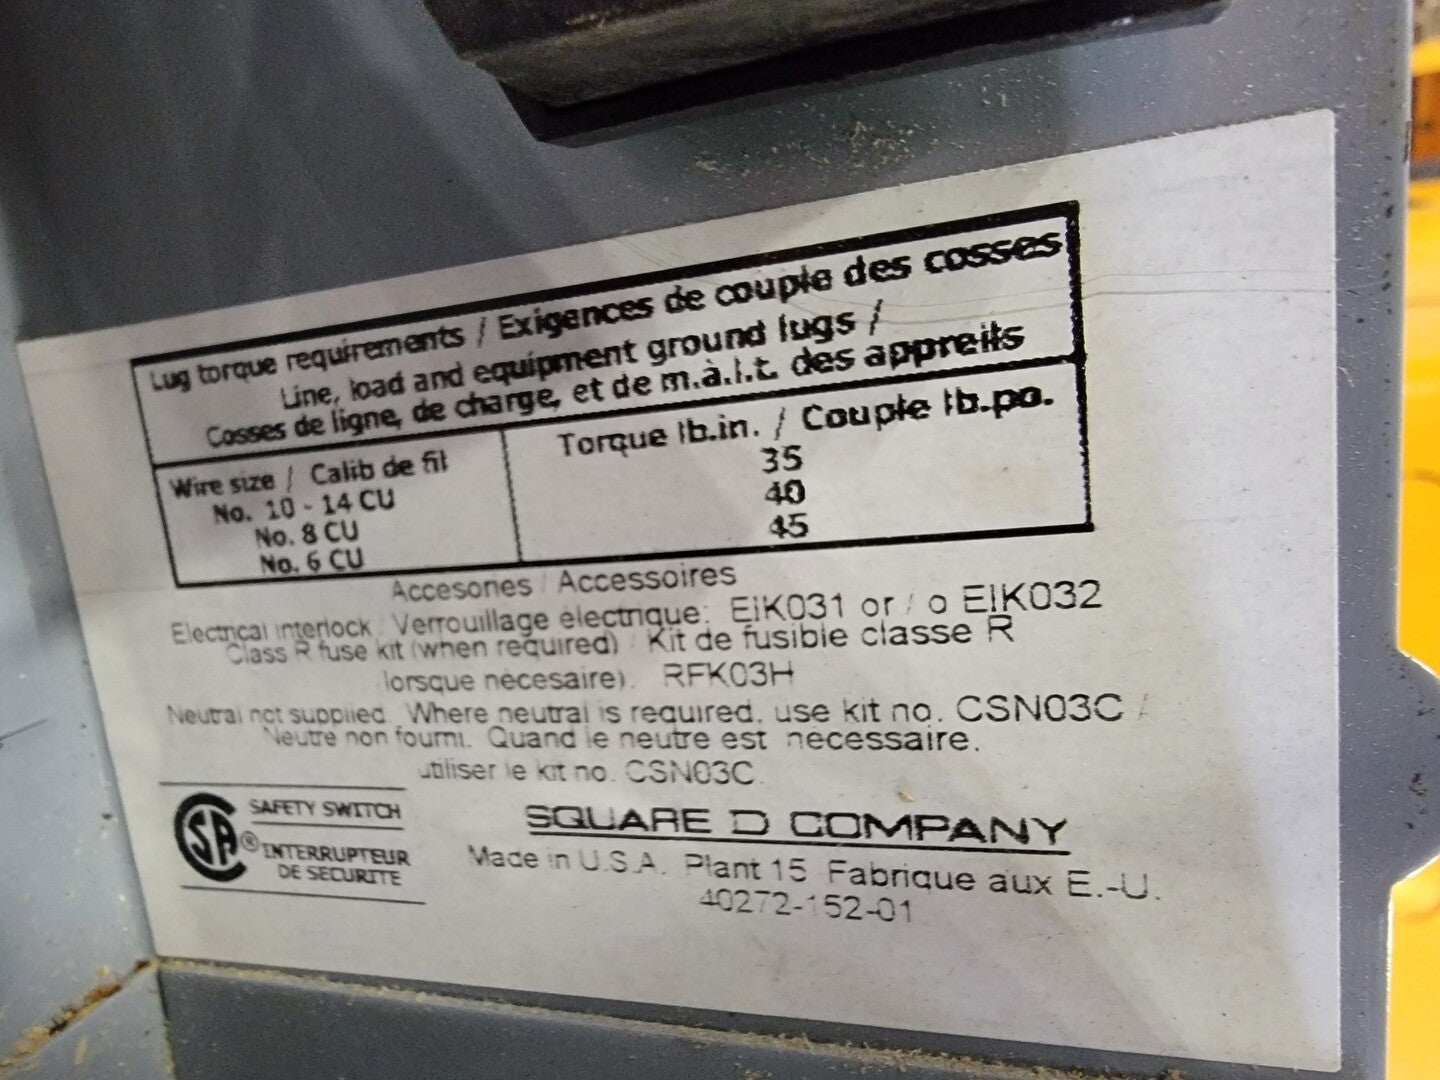 Lug torque requirements / Exigences de couple des cosses
Line, load and equipment ground lugs /
Cosses de ligne, de charge, et de m.à.l.t. des appreils
Wire size / Calib de fil
Torque lb.in. / Couple lb.po.
No. 10 - 14 CU
35
No. 8 CU
40
No. 6 CU
45
Accesories / Accessoires
Electrical interlock / Verrouillage électrique: EIK031 or / o EIK032
Class R fuse kit (when required) / Kit de fusible classe R
lorsque nécesaire). RFK03H
Neutral not supplied. Where neutral is required, use kit no. CSN03C /
Neutre non fourni. Quand le neutre est nécessaire,
utiliser le kit no. CSN03C.
SA ®
SAFETY SWITCH
INTERRUPTEUR
DE SECURITE
SQUARE D COMPANY
Made in U.S.A. Plant 15 Fabrique aux E.-U.
40272-152-01